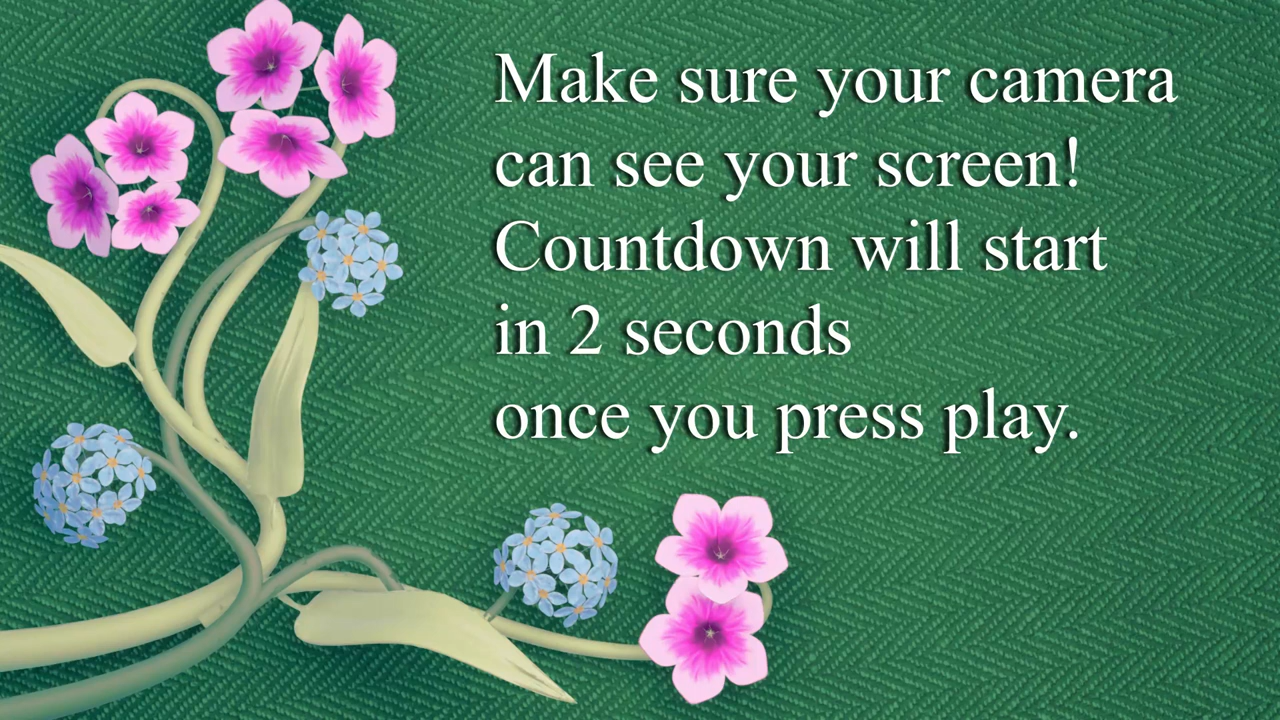 Make sure your camera
can see your screen!
Countdown will start
in 2 seconds
once you press play.